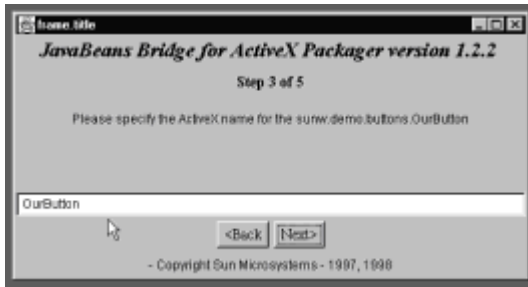 frame.title
JavaBeans Bridge for ActiveX Packager version 1.2.2
Step 3 of 5
Please specify the ActiveX name for the sunw.demo.buttons.OurButton
OurButton
<Back Next>
- Copyright Sun Microsystems - 1997, 1998